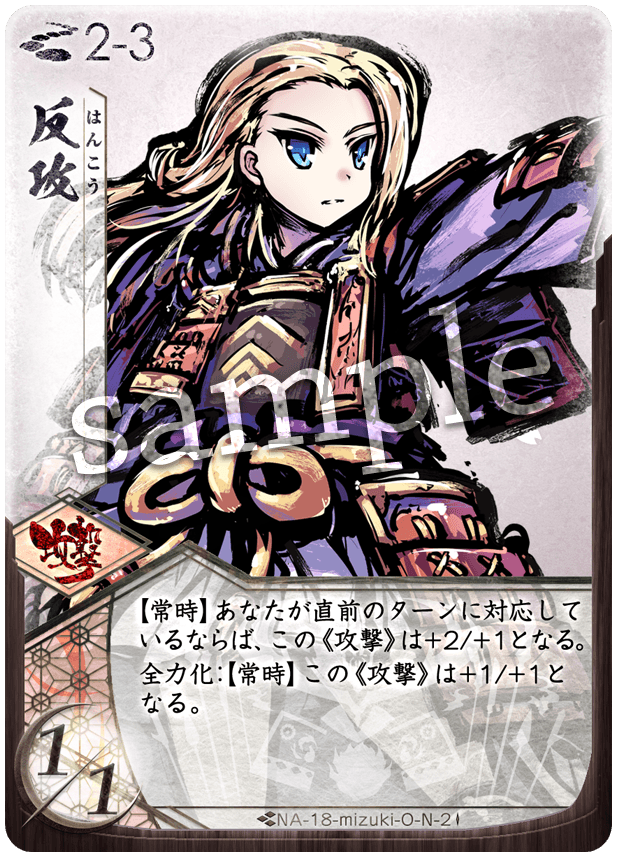 2-3
反攻
はんこう
sample
攻撃
【常時】あなたが直前のターンに対応して
いるならば、この《攻撃》は+2/+1となる。
全力化:【常時】この《攻撃》は+1/+1と
なる。
1/1
NA-18-mizuki-O-N-2